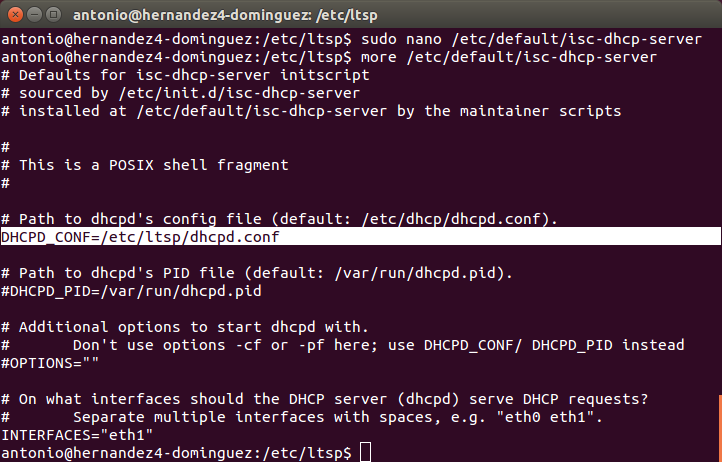 antonio@hernandez4-dominguez: /etc/ltsp
antonio@hernandez4-dominguez:/etc/ltsp$ sudo nano /etc/default/isc-dhcp-server
antonio@hernandez4-dominguez:/etc/ltsp$ more /etc/default/isc-dhcp-server
# Defaults for isc-dhcp-server initscript
# sourced by /etc/init.d/isc-dhcp-server
# installed at /etc/default/isc-dhcp-server by the maintainer scripts

#
# This is a POSIX shell fragment
#

# Path to dhcpd's config file (default: /etc/dhcp/dhcpd.conf).
DHCPD_CONF=/etc/ltsp/dhcpd.conf

# Path to dhcpd's PID file (default: /var/run/dhcpd.pid).
#DHCPD_PID=/var/run/dhcpd.pid

# Additional options to start dhcpd with.
#       Don't use options -cf or -pf here; use DHCPD_CONF/ DHCPD_PID instead
#OPTIONS=""

# On what interfaces should the DHCP server (dhcpd) serve DHCP requests?
#       Separate multiple interfaces with spaces, e.g. "eth0 eth1".
INTERFACES="eth1"
antonio@hernandez4-dominguez:/etc/ltsp$